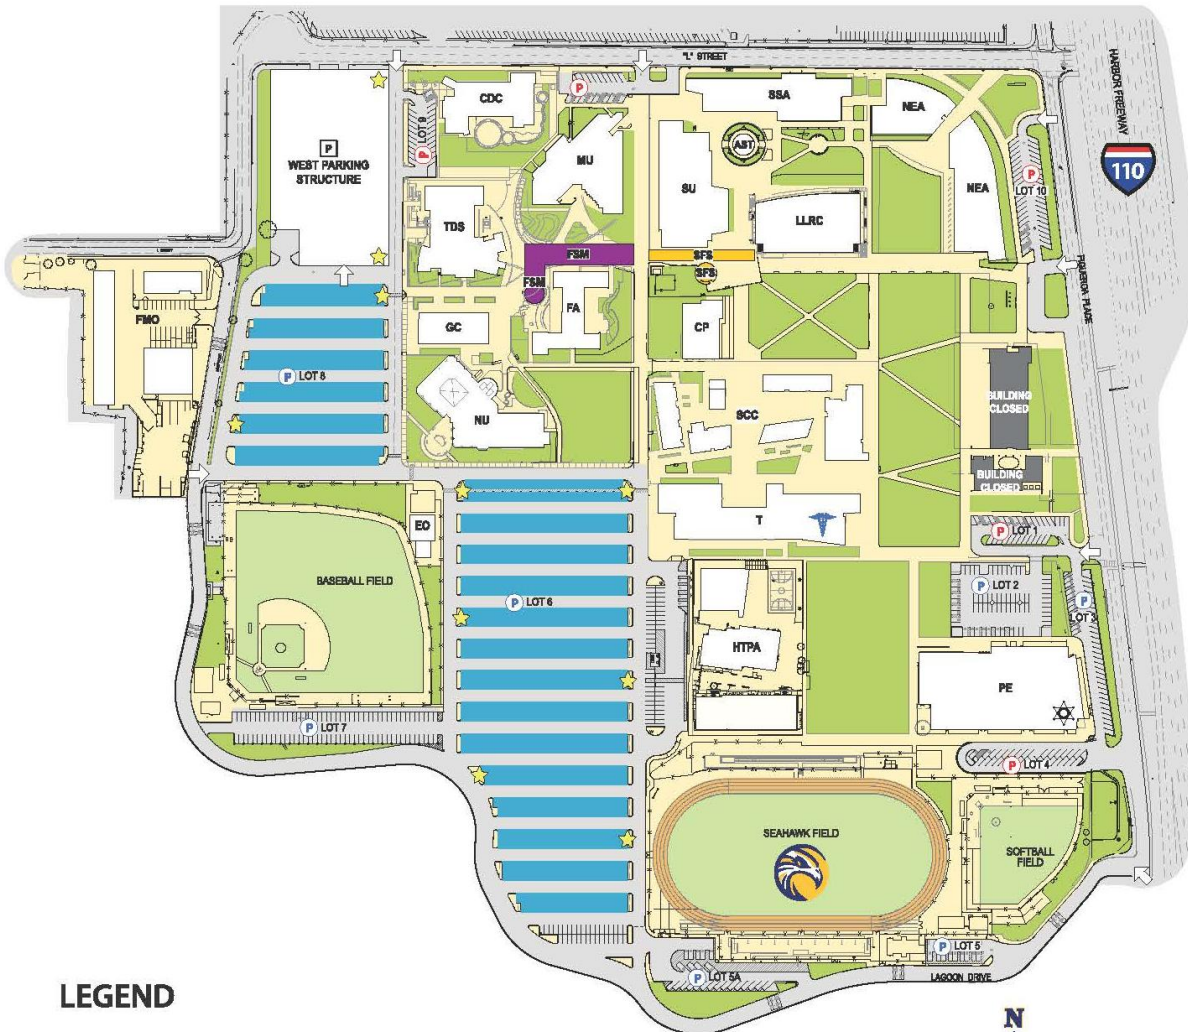 "L" STREET
HARBOR FREEWAY
110
P
WEST PARKING
STRUCTURE
P
LOT 9
CDC
P
MU
TDS
SSA
AST
SU
LLRC
NEA
NEA
P
LOT 10
FIGUEROA PLACE
L STREET
FMO
FSM
FSM
SFS
SFS
FA
GC
CP
P LOT 8
NU
SCC
BUILDING
CLOSED
BUILDING
CLOSED
EO
T
P LOT 1
BASEBALL FIELD
P LOT 6
P LOT 2
P
LOT 3
HTPA
PE
P LOT 7
P LOT 4
SEAHAWK FIELD
SOFTBALL
FIELD
P LOT 5
P LOT 5A
LAGOON DRIVE
LEGEND
N